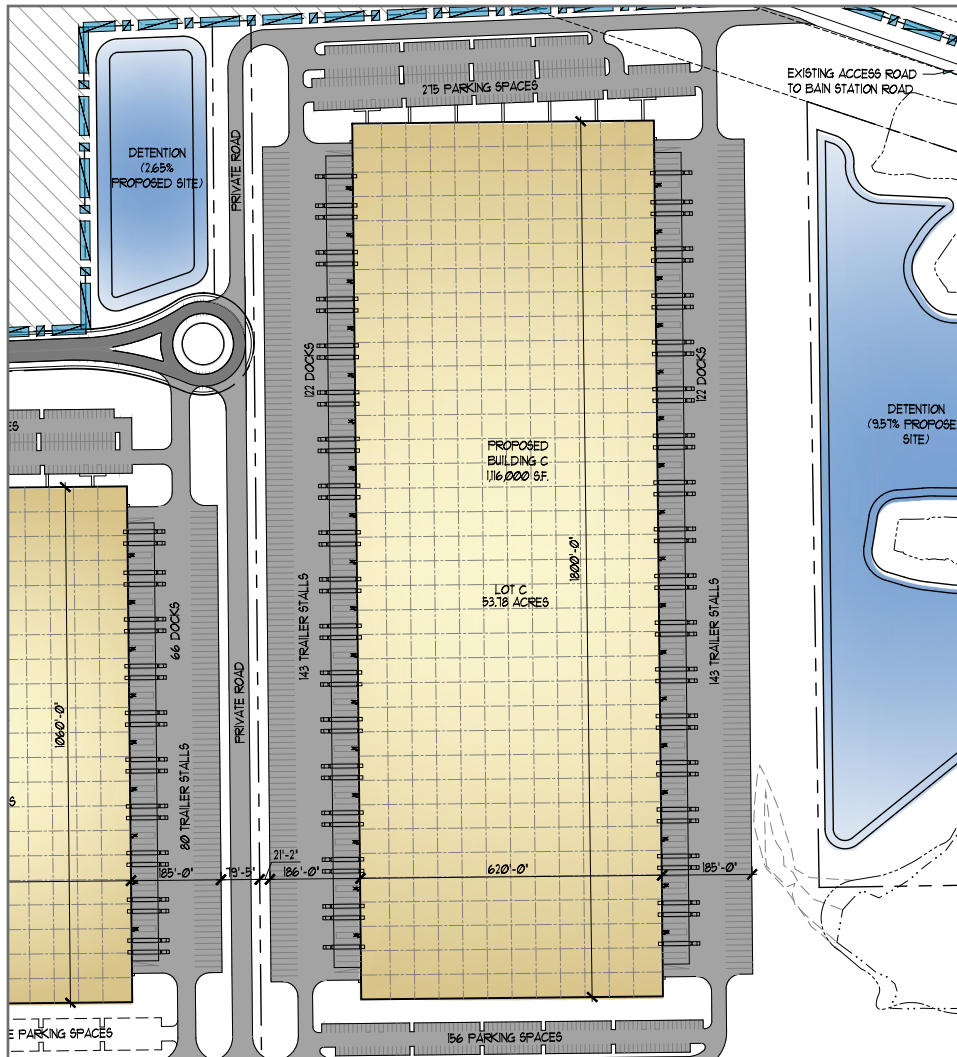 EXISTING ACCESS ROAD
TO BAIN STATION ROAD
215 PARKING SPACES
DETENTION
(2.65%
PROPOSED SITE)
PRIVATE ROAD
122 DOCKS
122 DOCKS
DETENTION
(9.57% PROPOSE
SITE)
PROPOSED
BUILDING C
1,116,000 S.F.
1800'-0"
LOT C
53.78 ACRES
143 TRAILER STALLS
143 TRAILER STALLS
66 DOCKS
PRIVATE ROAD
1060'-0"
80 TRAILER STALLS
21'-2"
185'-0"
79'-5"
186'-0"
620'-0"
185'-0"
PARKING SPACES
156 PARKING SPACES